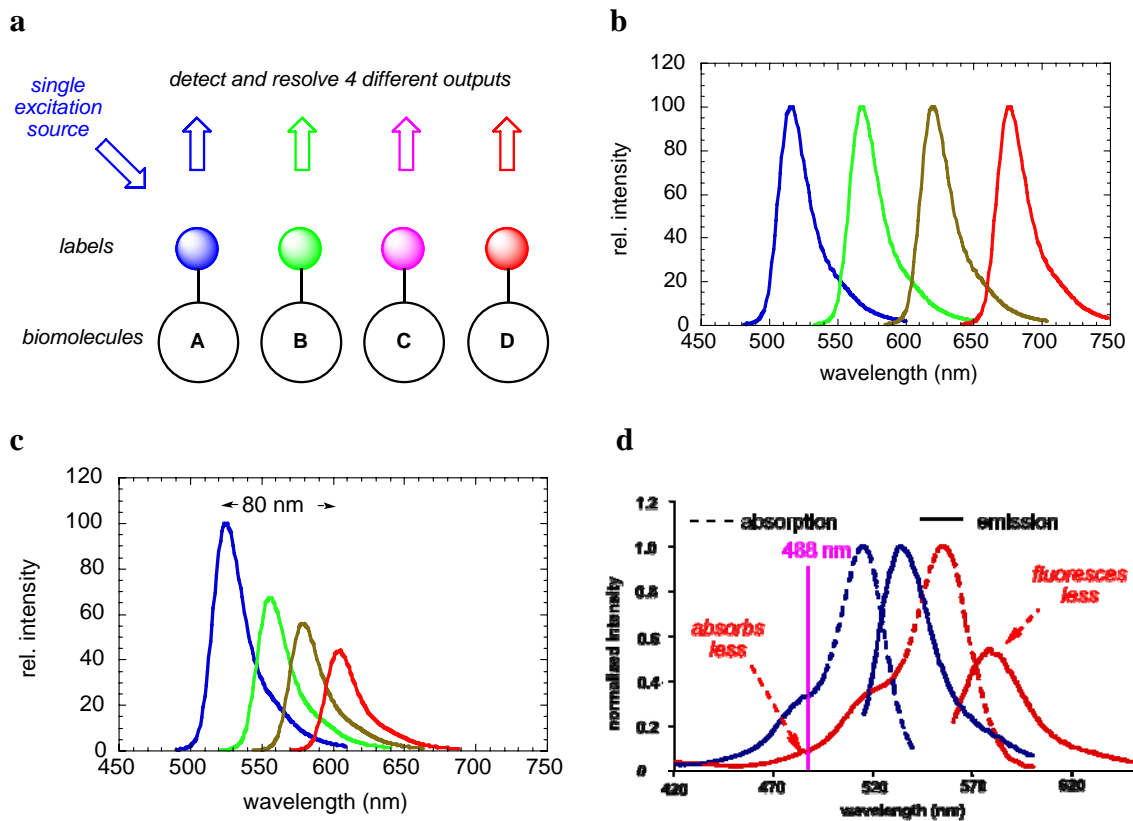 a
detect and resolve 4 different outputs
single
excitation
source
labels
biomolecules
A
B
C
D
b
rel. intensity
120
100
80
60
40
20
0
450
500
550
600
650
700
750
wavelength (nm)
c
rel. intensity
120
100
80
60
40
20
0
80 nm
450
500
550
600
650
700
750
wavelength (nm)
d
normalized intensity
1.2
1.0
0.8
0.6
0.4
0.2
0
absorption
emission
488 nm
fluoresces
less
absorbs
less
420
470
520
570
620
wavelength (nm)